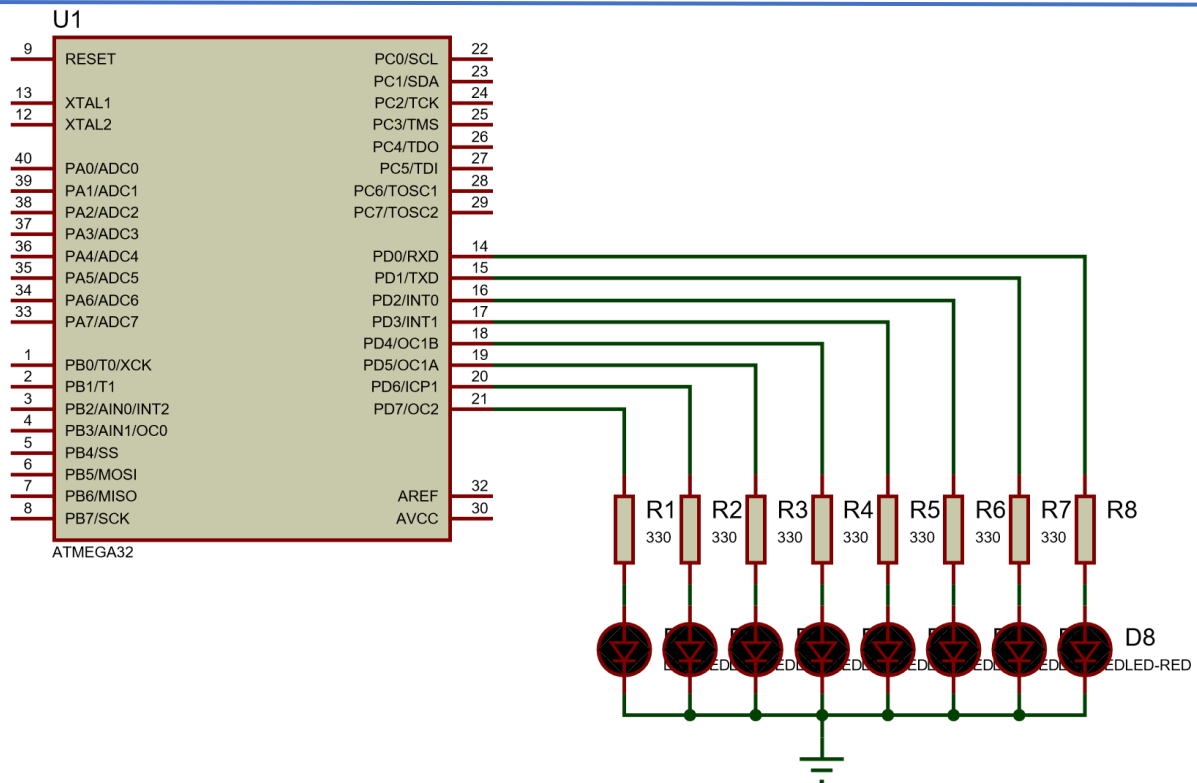 U1
9 RESET PC0/SCL 22
PC1/SDA 23
13 XTAL1 PC2/TCK 24
12 XTAL2 PC3/TMS 25
PC4/TDO 26
40 PA0/ADC0 PC5/TDI 27
39 PA1/ADC1 PC6/TOSC1 28
38 PA2/ADC2 PC7/TOSC2 29
37 PA3/ADC3
36 PA4/ADC4 PD0/RXD 14
35 PA5/ADC5 PD1/TXD 15
34 PA6/ADC6 PD2/INT0 16
33 PA7/ADC7 PD3/INT1 17
PD4/OC1B 18
1 PB0/T0/XCK PD5/OC1A 19
2 PB1/T1 PD6/ICP1 20
3 PB2/AIN0/INT2 PD7/OC2 21
4 PB3/AIN1/OC0
5 PB4/SS
6 PB5/MOSI
7 PB6/MISO AREF 32
8 PB7/SCK AVCC 30
ATMEGA32
R1 R2 R3 R4 R5 R6 R7 R8
330 330 330 330 330 330 330
D8
LED-RED